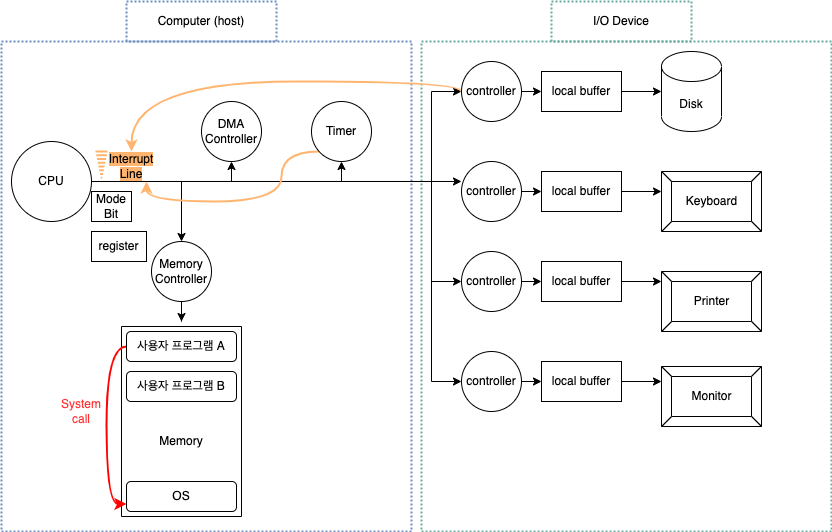 Computer (host)
I/O Device
controller
local buffer
Disk
DMA
Controller
Timer
Interrupt
Line
CPU
Mode
Bit
register
controller
local buffer
Keyboard
Memory
Controller
controller
local buffer
Printer
사용자 프로그램 A
사용자 프로그램 B
System
call
Memory
OS
controller
local buffer
Monitor